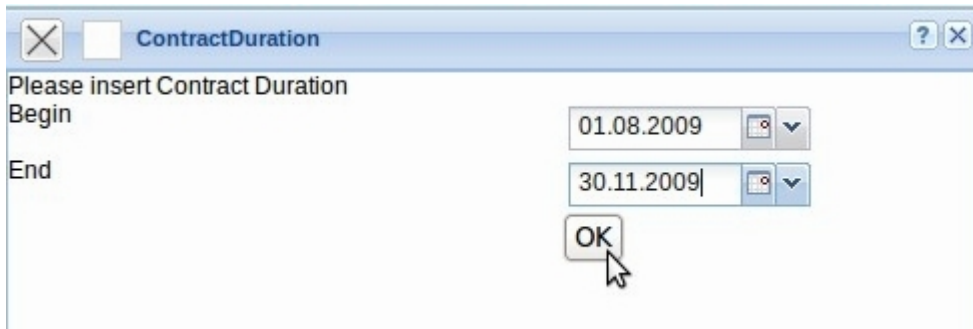 ContractDuration
Please insert Contract Duration
Begin
01.08.2009
End
30.11.2009
OK